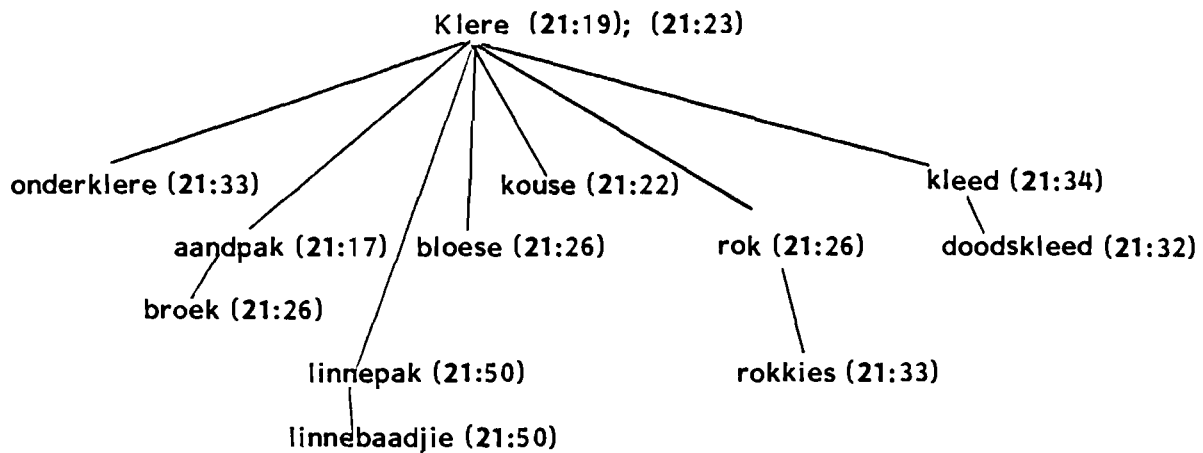 Klere (21:19); (21:23)
onderklere (21:33) kouse (21:22) kleed (21:34)
aandpak (21:17) bloese (21:26) rok (21:26) doodskleed (21:32)
broek (21:26)
linnepak (21:50) rokkies (21:33)
linnebaadjie (21:50)